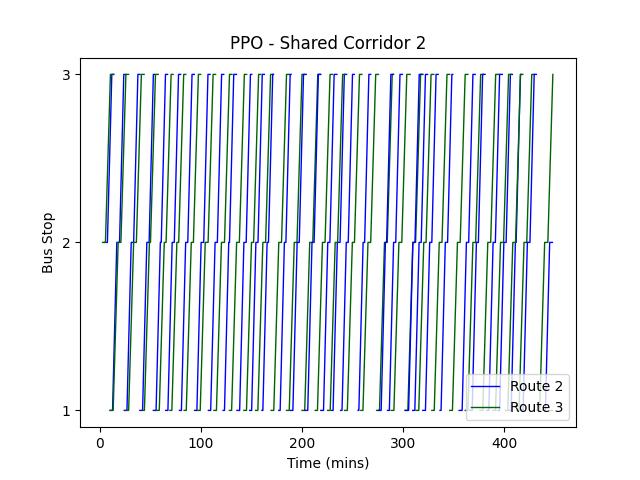 PPO - Shared Corridor 2
3
2
1
Bus Stop
0 100 200 300 400
Time (mins)
Route 2
Route 3